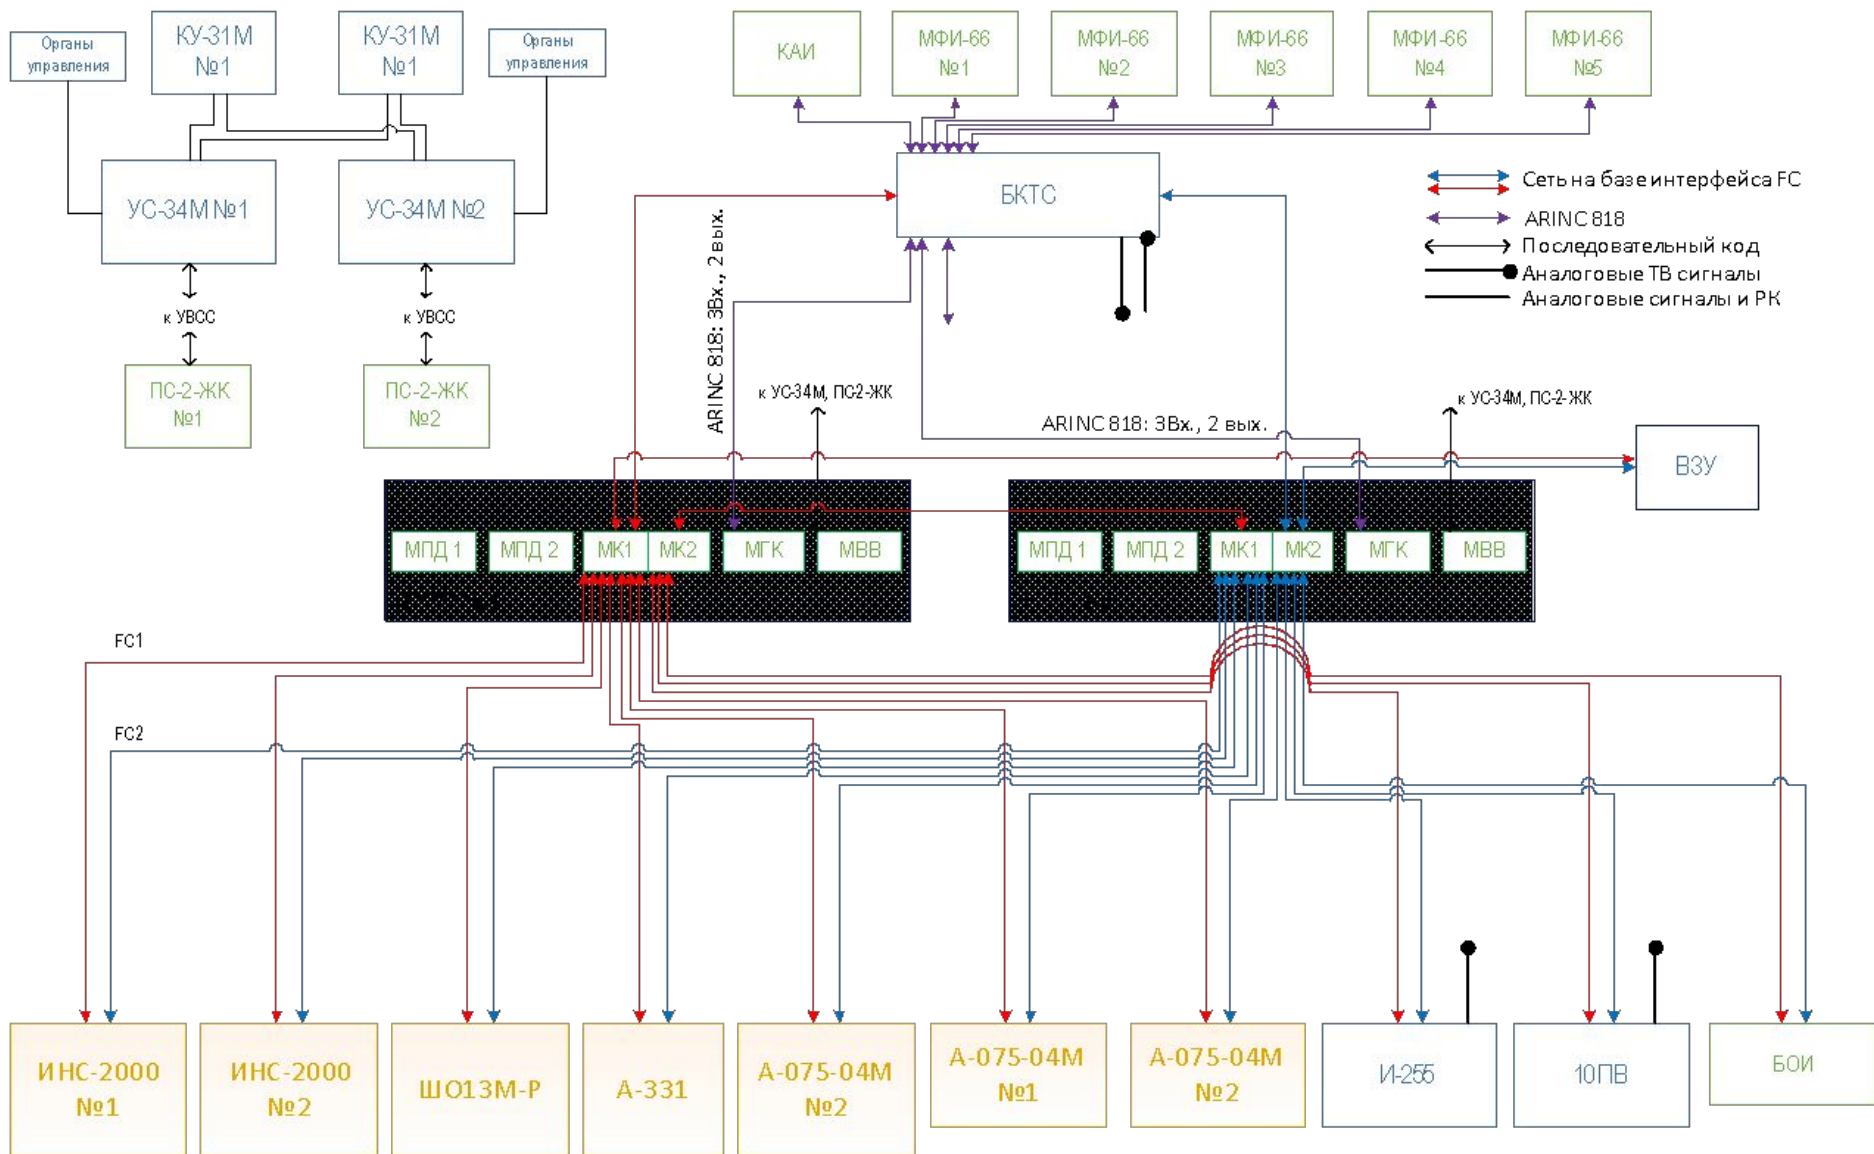 Органы
управления
КУ-31М
№1
КУ-31М
№1
Органы
управления
КАИ
МФИ-66
№1
МФИ-66
№2
МФИ-66
№3
МФИ-66
№4
МФИ-66
№5
УС-34М №1
УС-34М №2
БКТС
Сеть на базе интерфейса FC
ARINC 818
Последовательный код
Аналоговые ТВ сигналы
Аналоговые сигналы и РК
к УВСС
к УВСС
ПС-2-ЖК
№1
ПС-2-ЖК
№2
ARINC 818: 3Вх., 2 вых.
к УС-34М, ПС2-ЖК
ARINC 818: 3Вх., 2 вых.
к УС-34М, ПС-2-ЖК
ВЗУ
МПД 1
МПД 2
МК1
МК2
МГК
МВВ
МПД 1
МПД 2
МК1
МК2
МГК
МВВ
FC1
FC2
ИНС-2000
№1
ИНС-2000
№2
ШО13М-Р
А-331
А-075-04М
№2
А-075-04М
№1
А-075-04М
№2
И-255
10ПВ
БОИ